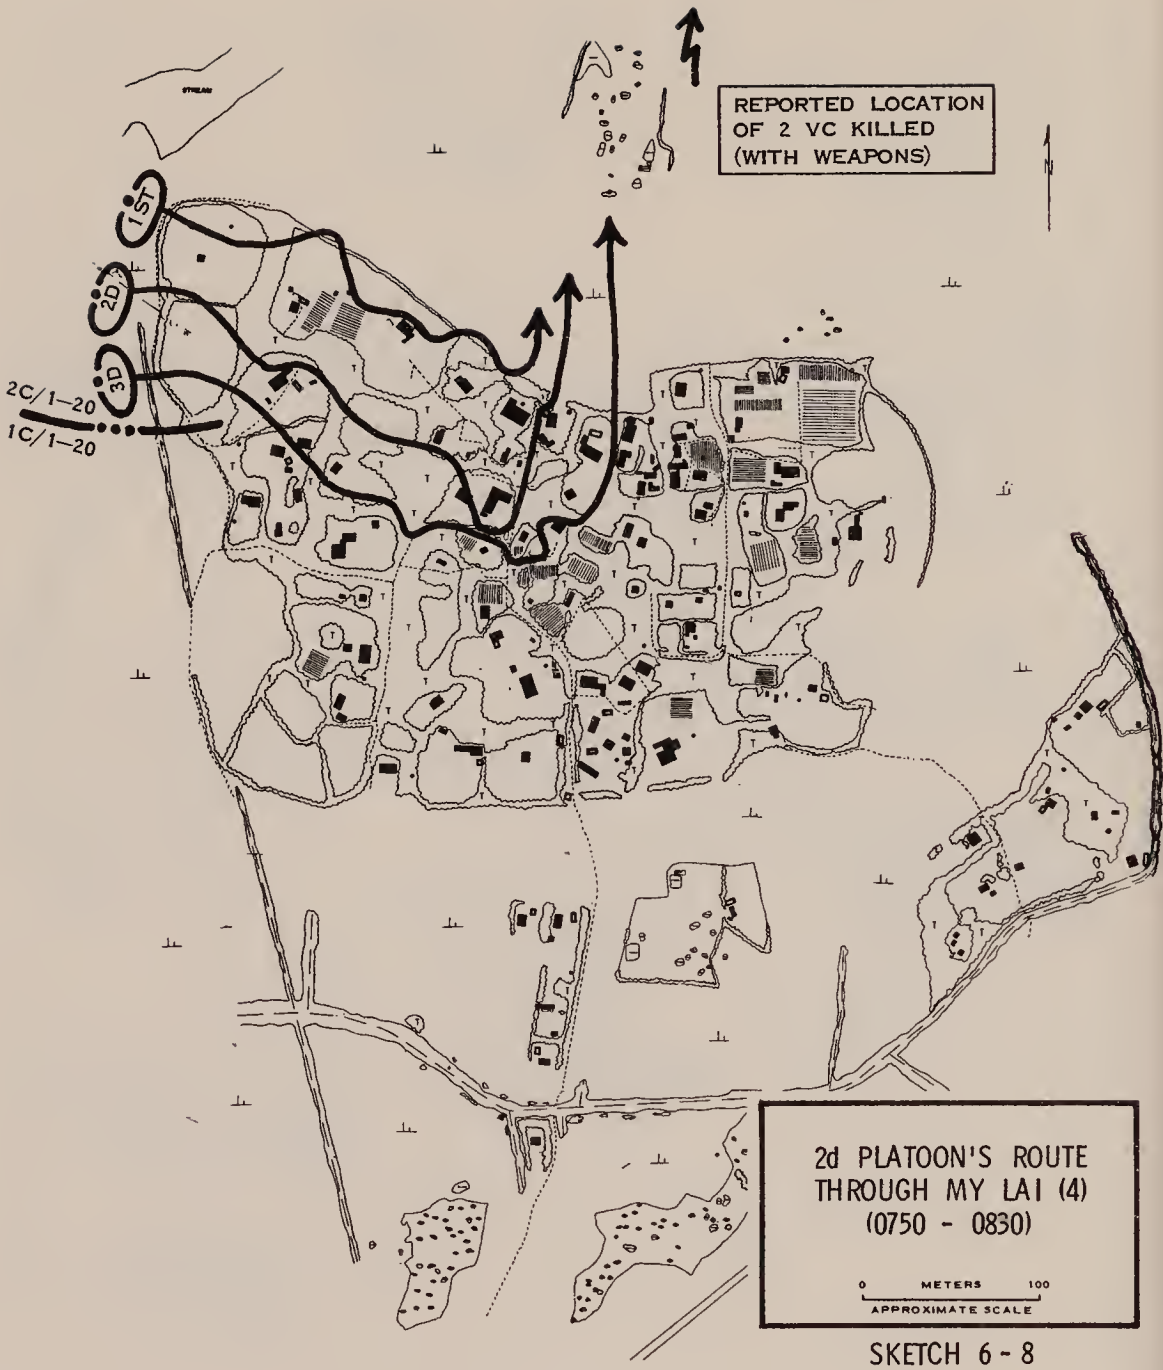 STREAM
REPORTED LOCATION
OF 2 VC KILLED
(WITH WEAPONS)
N
1ST
2D
3D
2C/1-20
1C/1-20
2d PLATOON'S ROUTE
THROUGH MY LAI (4)
(0750 - 0830)
0 METERS 100
APPROXIMATE SCALE
SKETCH 6-8